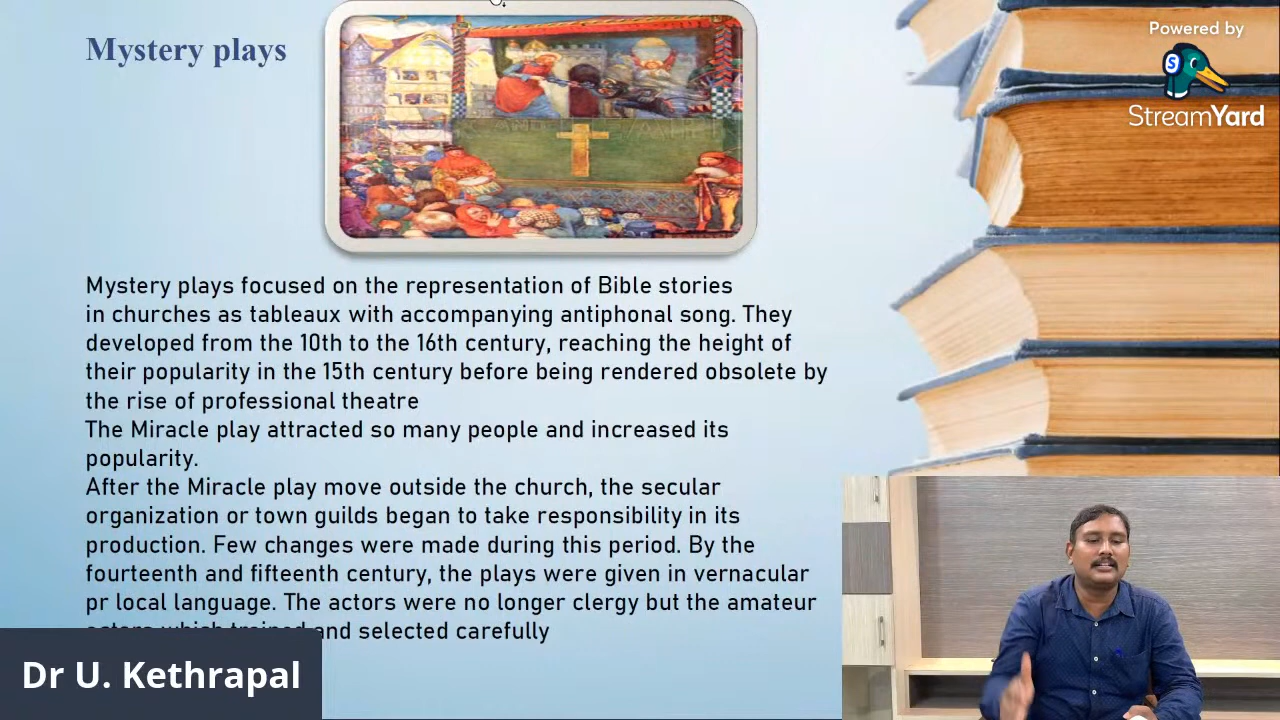 Mystery plays
Powered by
StreamYard
Mystery plays focused on the representation of Bible stories
in churches as tableaux with accompanying antiphonal song. They
developed from the 10th to the 16th century, reaching the height of
their popularity in the 15th century before being rendered obsolete by
the rise of professional theatre
The Miracle play attracted so many people and increased its
popularity.
After the Miracle play move outside the church, the secular
organization or town guilds began to take responsibility in its
production. Few changes were made during this period. By the
fourteenth and fifteenth century, the plays were given in vernacular
pr local language. The actors were no longer clergy but the amateur
actors which trained and selected carefully
Dr U. Kethrapal